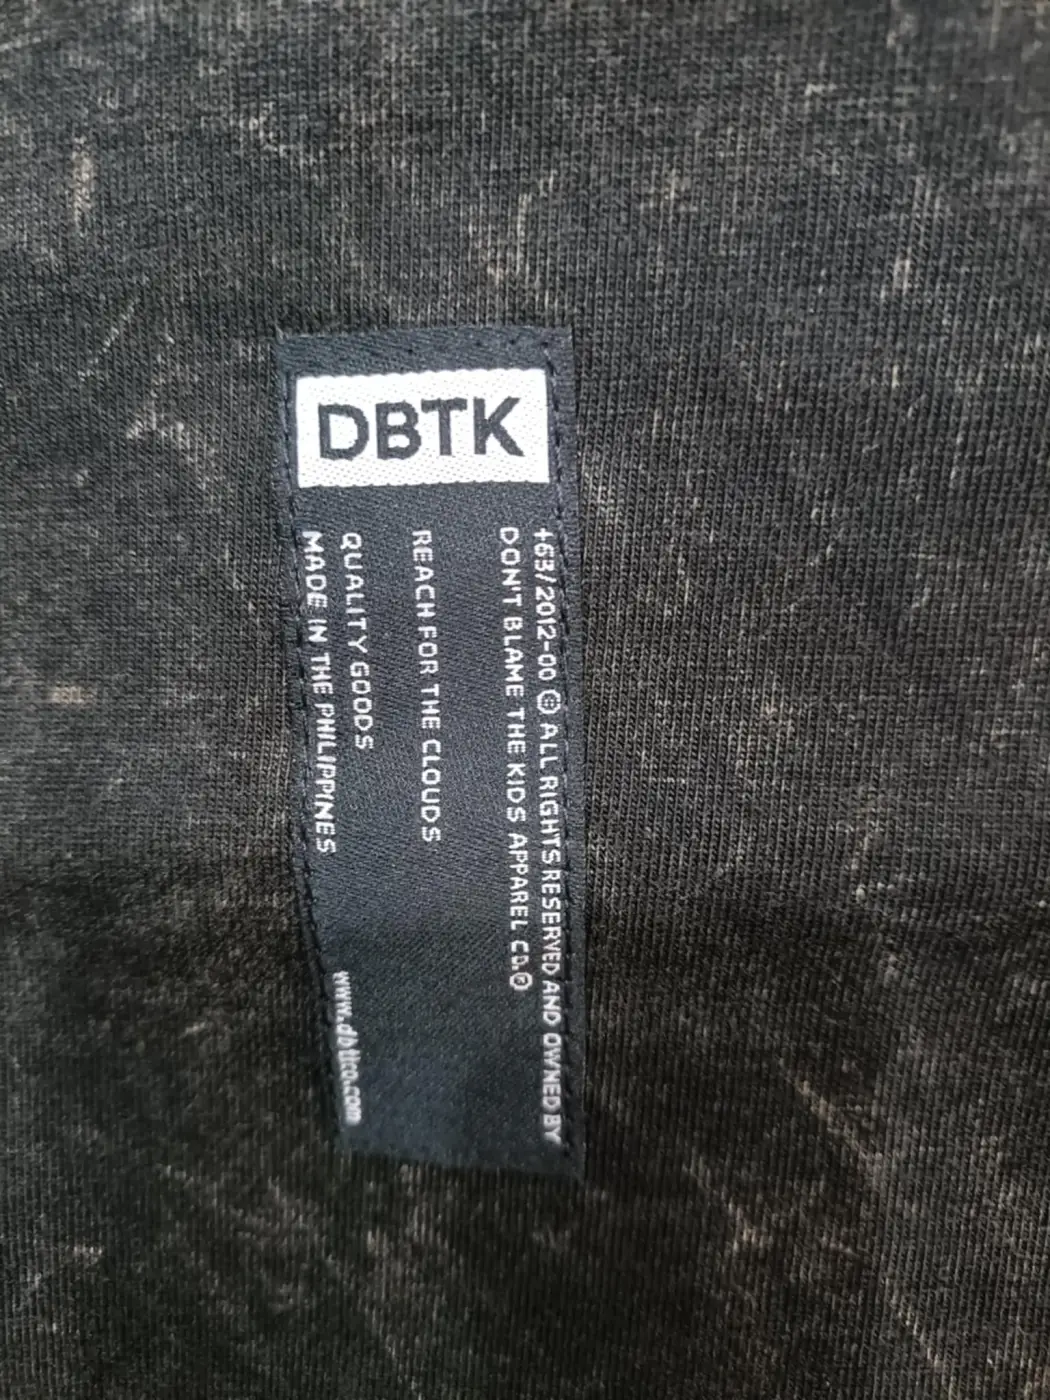 DBTK
+63/2012-00 © ALL RIGHTS RESERVED AND OWNED BY
DON'T BLAME THE KIDS APPAREL CO.®
REACH FOR THE CLOUDS
QUALITY GOODS
MADE IN THE PHILIPPINES